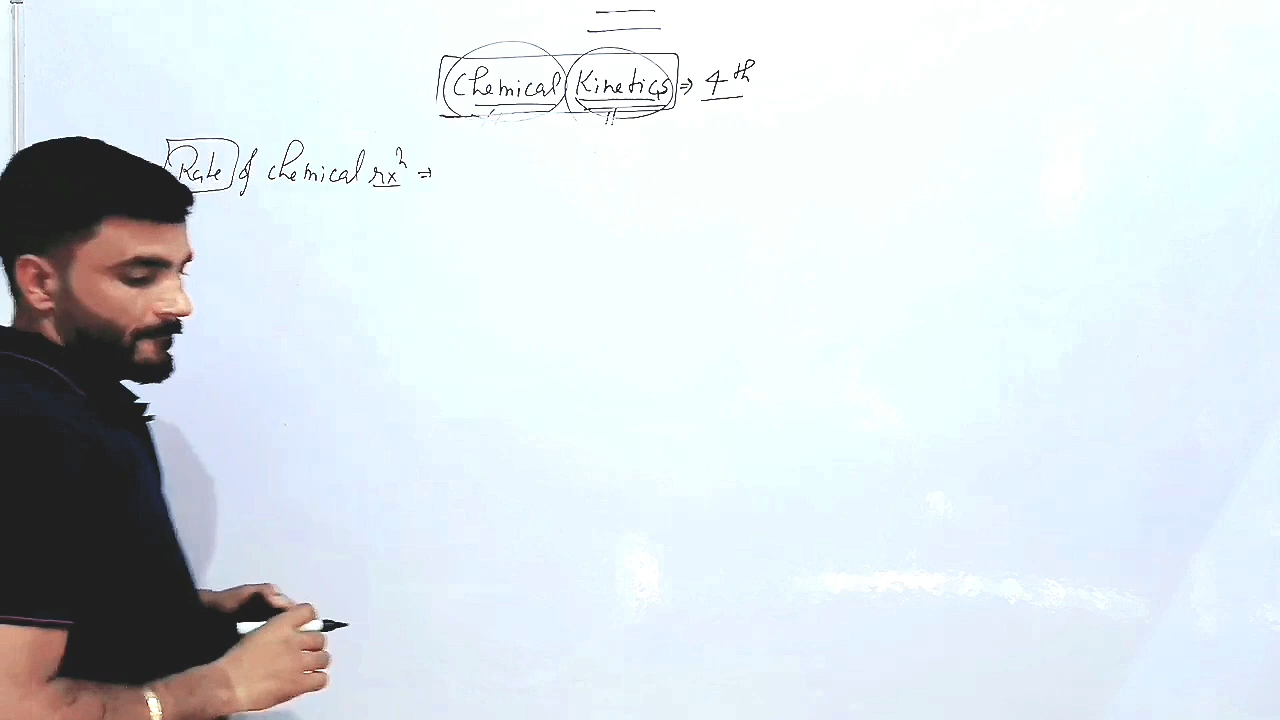 Chemical Kinetics ⇒ 4th
Rate of chemical rxⁿ ⇒